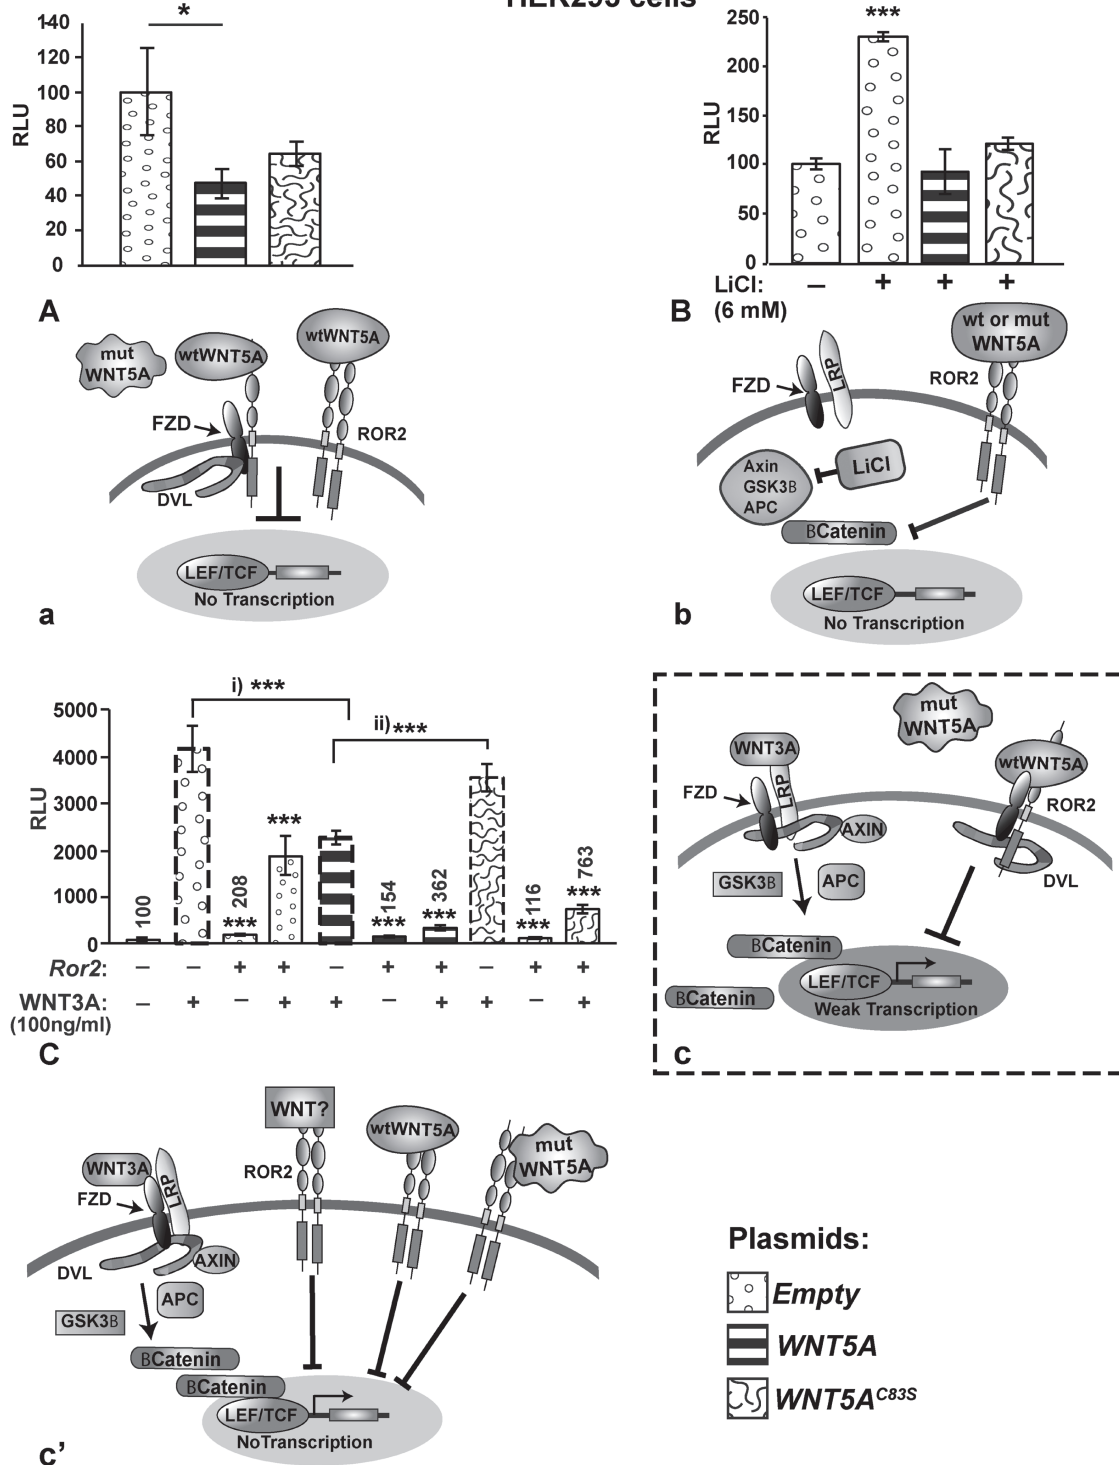 HEK293 cells
140
120
100
80
60
40
20
0
RLU
*
A
250
200
150
100
50
0
RLU
***
LiCl: – + + +
(6 mM)
B
mut
WNT5A
wtWNT5A
wtWNT5A
FZD
ROR2
DVL
LEF/TCF
No Transcription
a
wt or mut
WNT5A
ROR2
FZD
LRP
Axin
GSK3B
APC
LiCl
BCatenin
LEF/TCF
No Transcription
b
5000
4000
3000
2000
1000
0
RLU
i) ***
ii) ***
100
208
***
***
154
***
362
***
116
***
763
***
Ror2: – – + + – + + – + +
WNT3A: – + – + + – + + – +
(100ng/ml)
C
mut
WNT5A
WNT3A
wtWNT5A
FZD
LRP
ROR2
AXIN
GSK3B
APC
DVL
BCatenin
LEF/TCF
BCatenin
Weak Transcription
c
WNT?
wtWNT5A
mut
WNT5A
WNT3A
LRP
ROR2
FZD
DVL
AXIN
APC
GSK3B
BCatenin
BCatenin
LEF/TCF
NoTranscription
c’
Plasmids:
Empty
WNT5A
WNT5A^C83S